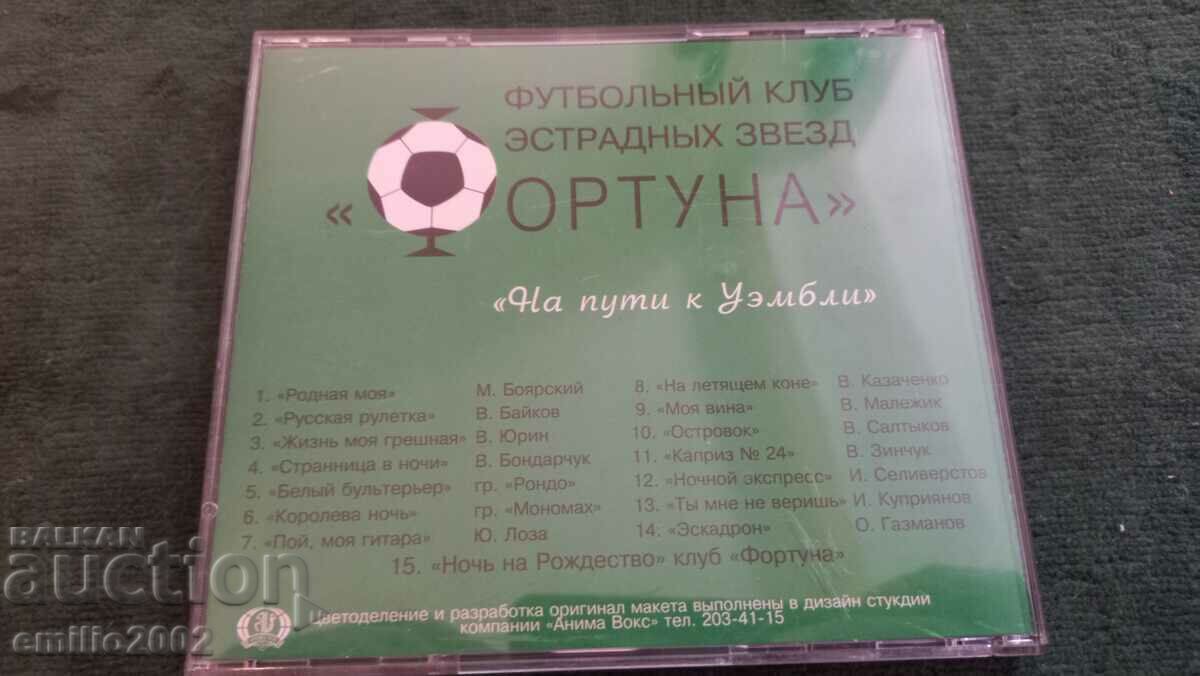 ФУТБОЛЬНЫЙ КЛУБ
ЭСТРАДНЫХ ЗВЕЗД
«ФОРТУНА»
«На пути к Уэмбли»
1. «Родная моя» М. Боярский
2. «Русская рулетка» В. Байков
3. «Жизнь моя грешная» В. Юрин
4. «Странница в ночи» В. Бондарчук
5. «Белый бультерьер» гр. «Рондо»
6. «Королева ночь» гр. «Мономах»
7. «Пой, моя гитара» Ю. Лоза
8. «На летящем коне» В. Казаченко
9. «Моя вина» В. Малежик
10. «Островок» В. Салтыков
11. «Каприз № 24» В. Зинчук
12. «Ночной экспресс» И. Селиверстов
13. «Ты мне не веришь» И. Куприянов
14. «Эскадрон» О. Газманов
15. «Ночь на Рождество» клуб «Фортуна»
Цветоделение и разработка оригинал макета выполнены в дизайн стукдии
компании «Анима Вокс» тел. 203-41-15
BALKAN
auction
emilio2002